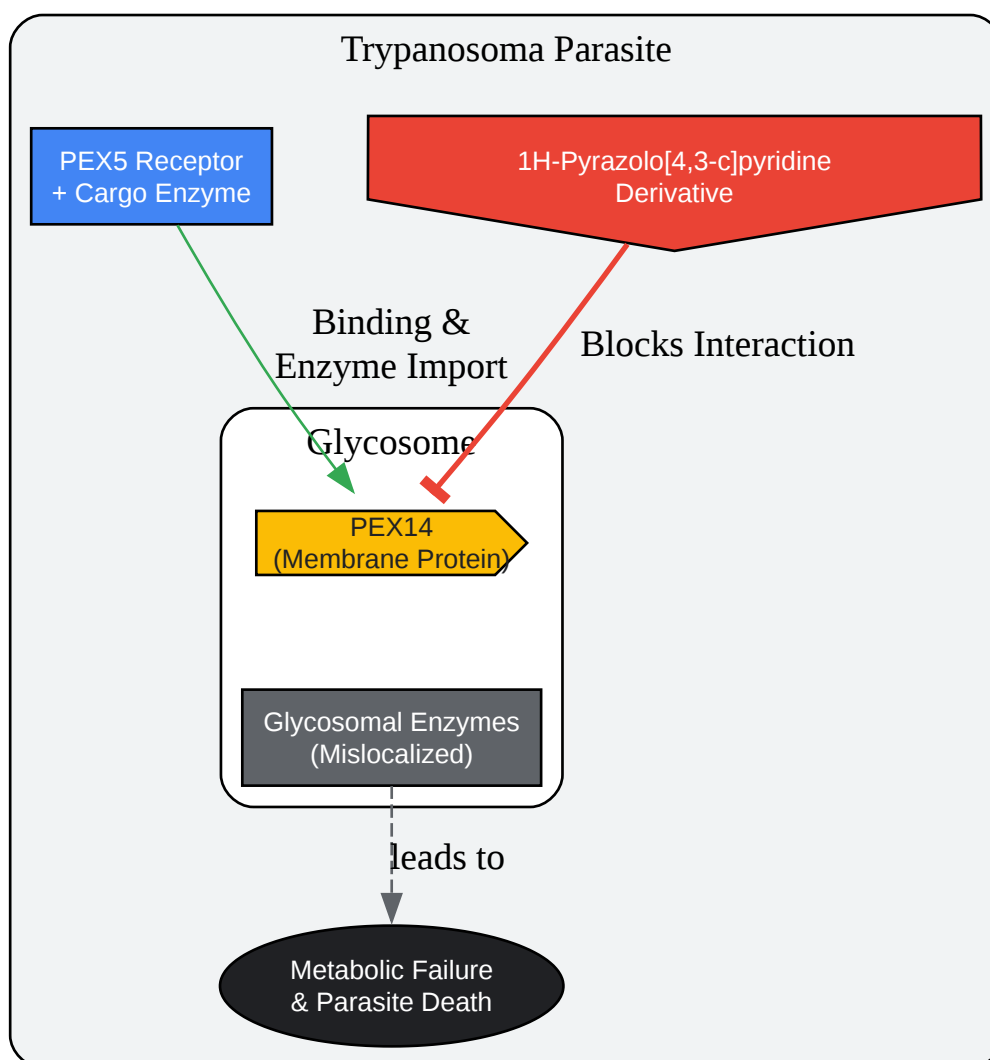 Trypanosoma Parasite
PEX5 Receptor
+ Cargo Enzyme
1H-Pyrazolo[4,3-c]pyridine
Derivative
Binding &
Enzyme Import
Blocks Interaction
Glycosome
PEX14
(Membrane Protein)
Glycosomal Enzymes
(Mislocalized)
leads to
Metabolic Failure
& Parasite Death